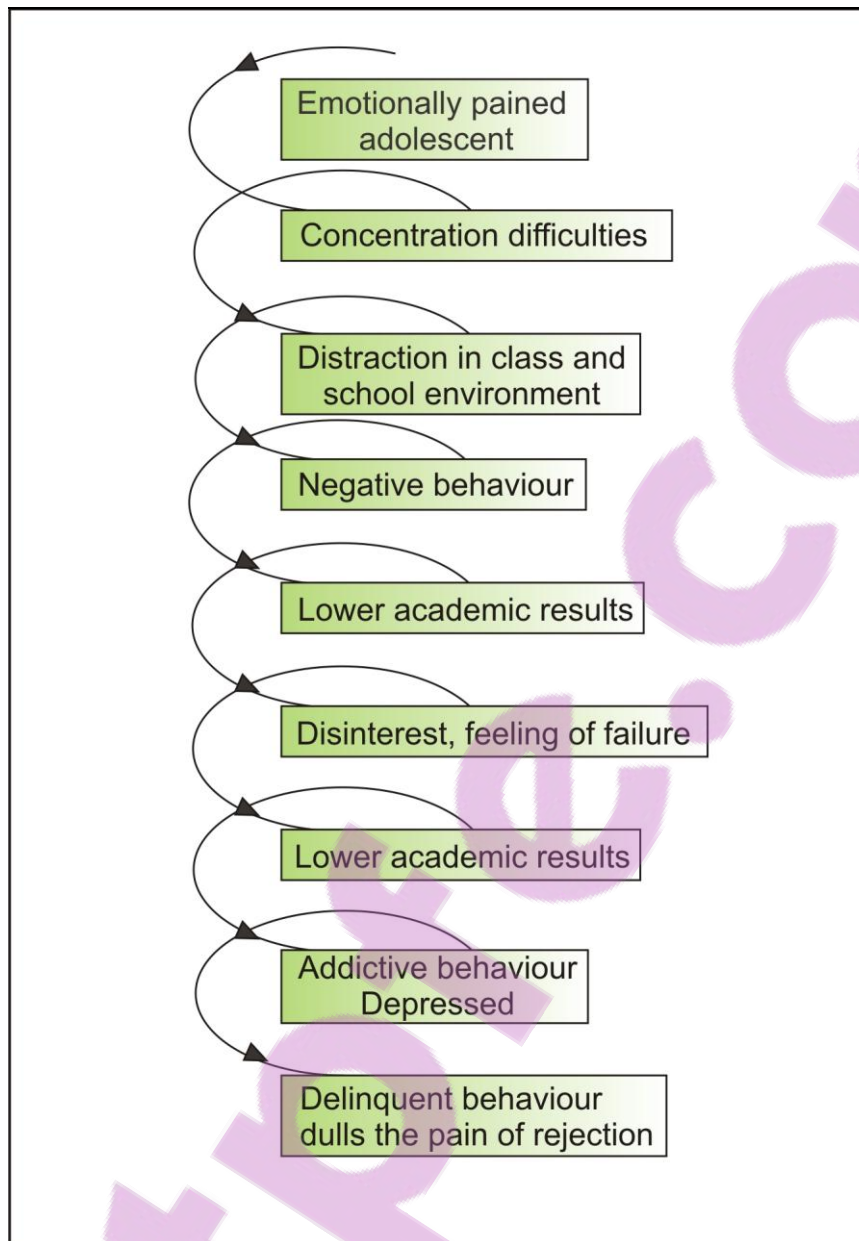 Emotionally pained
adolescent
Concentration difficulties
Distraction in class and
school environment
Negative behaviour
Lower academic results
Disinterest, feeling of failure
Lower academic results
Addictive behaviour
Depressed
Delinquent behaviour
dulls the pain of rejection